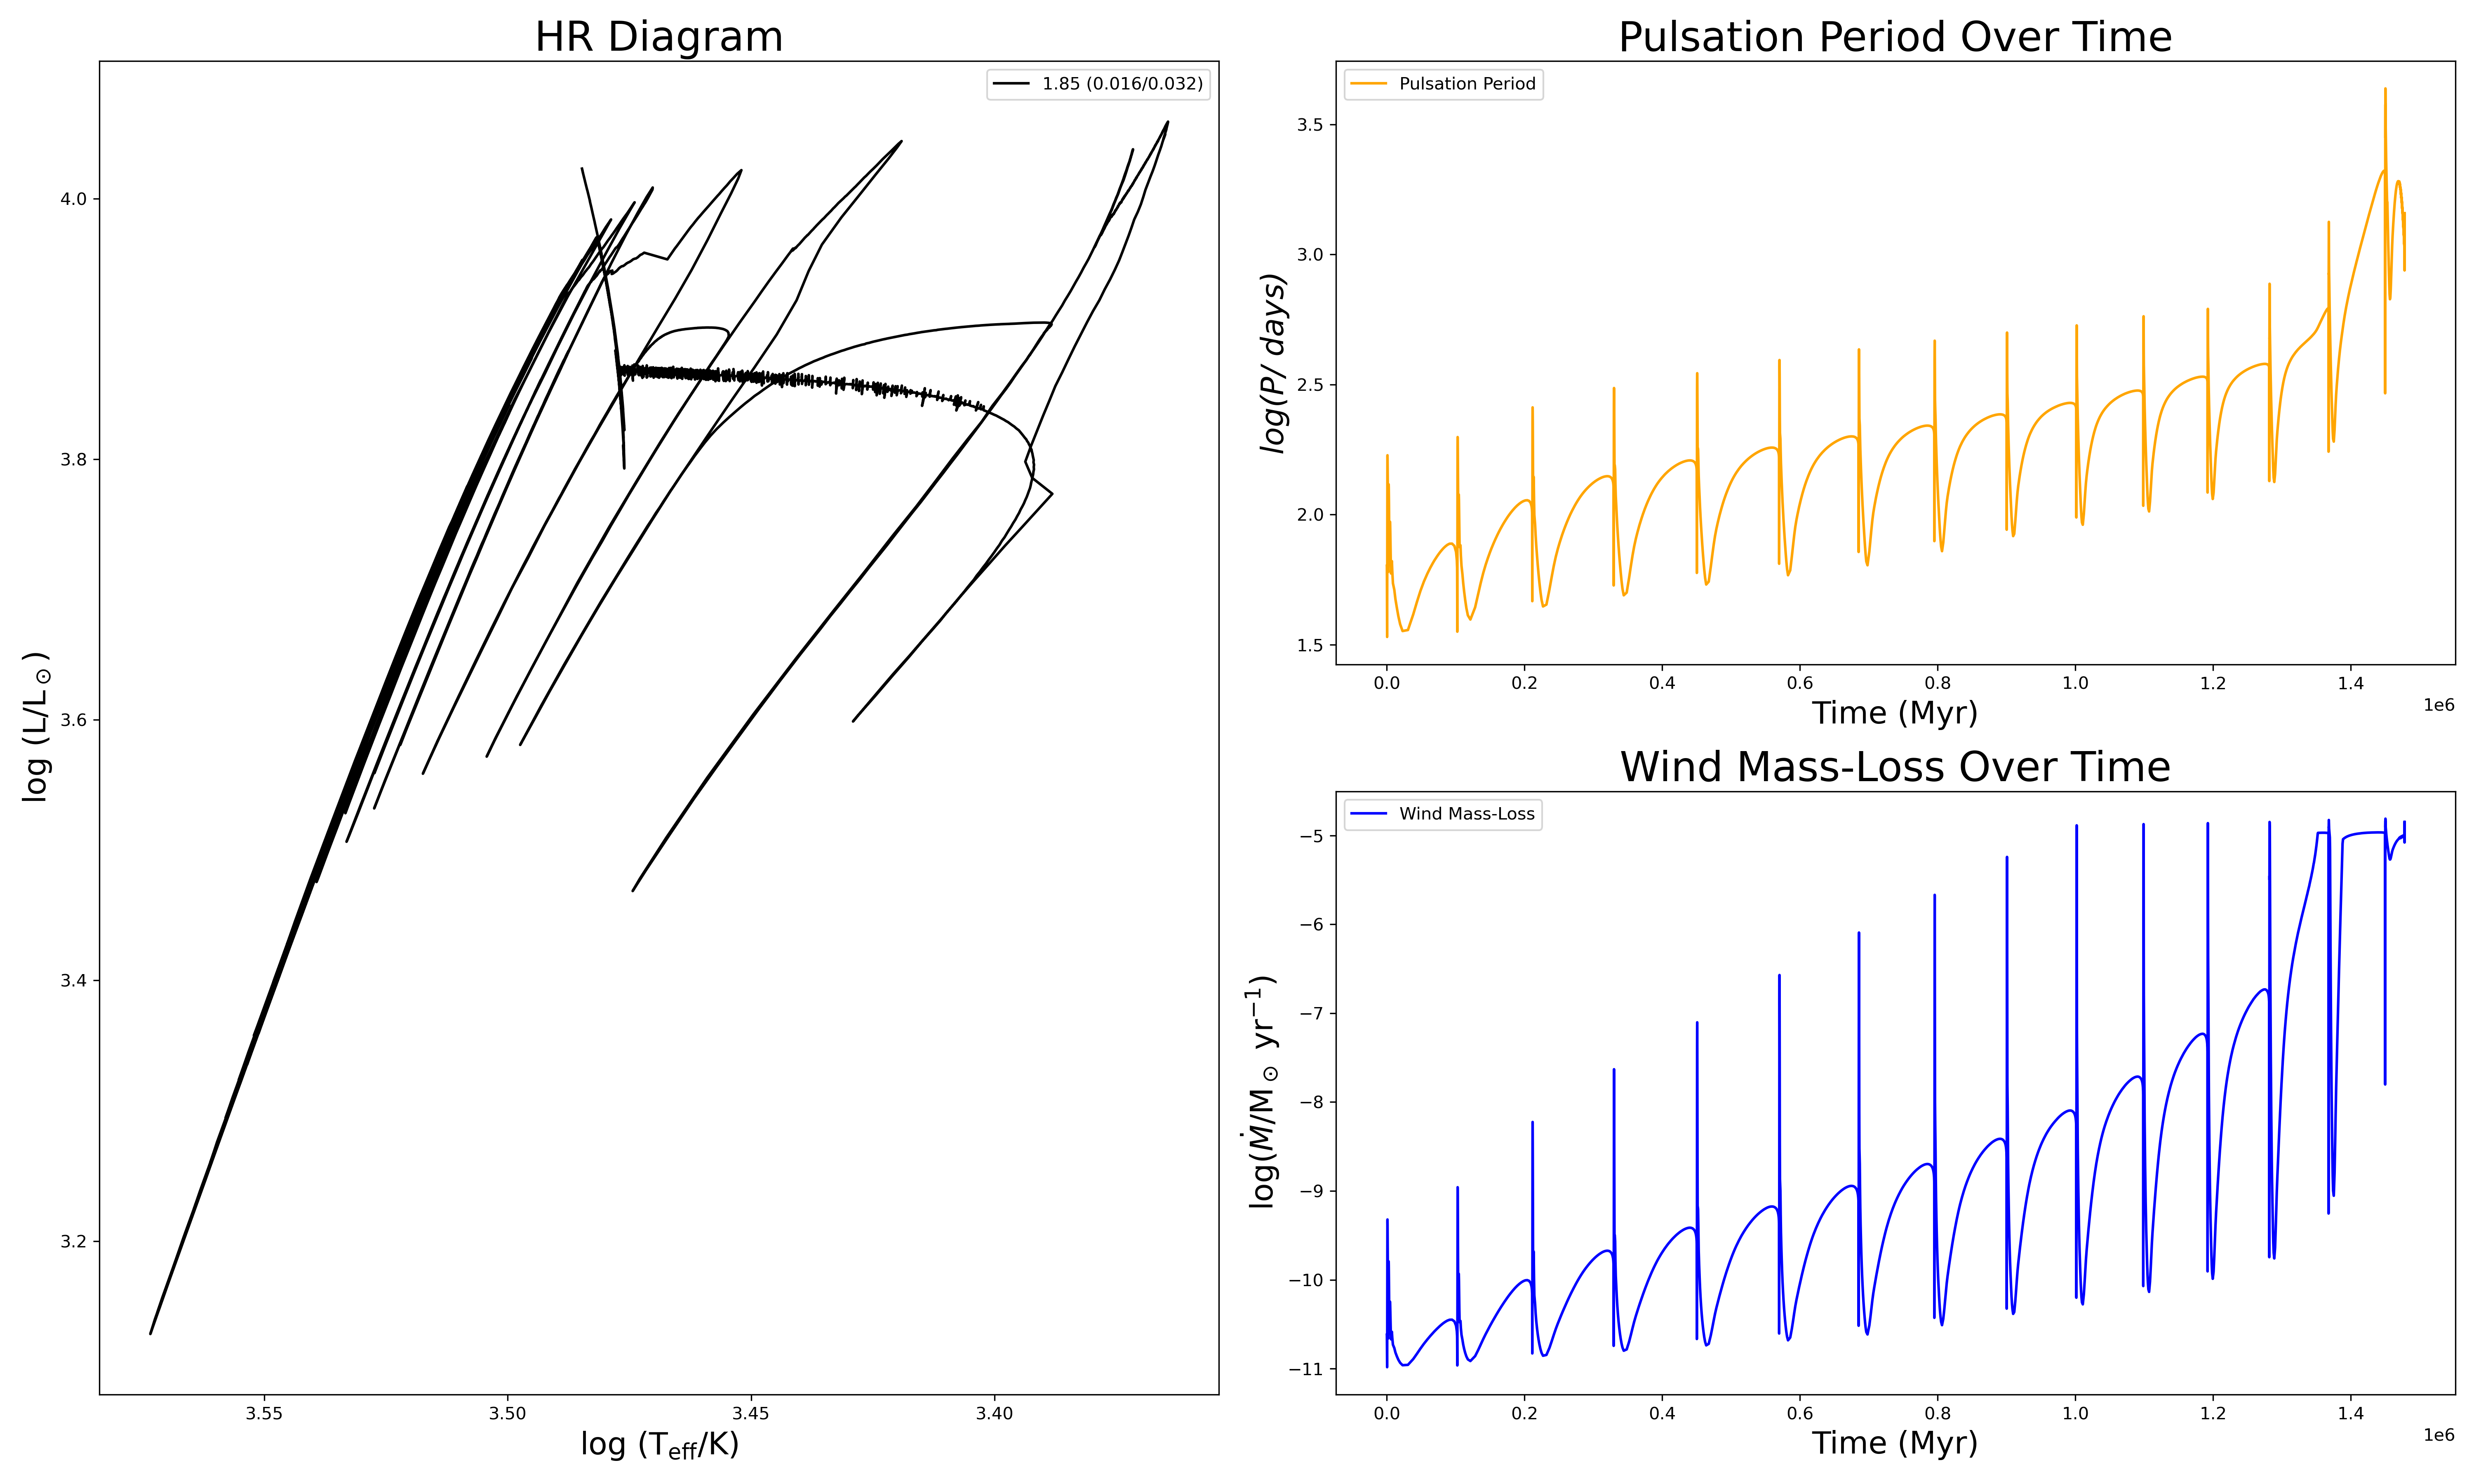 HR Diagram
1.85 (0.016/0.032)
4.0
3.8
3.6
3.4
3.2
log (L/L☉)
3.55
3.50
3.45
3.40
log (Teff/K)
Pulsation Period Over Time
Pulsation Period
3.5
3.0
2.5
2.0
1.5
log(P/ days)
0.0
0.2
0.4
0.6
0.8
1.0
1.2
1.4
1e6
Time (Myr)
Wind Mass-Loss Over Time
Wind Mass-Loss
−5
−6
−7
−8
−9
−10
−11
log(Ṁ/M☉ yr⁻¹)
0.0
0.2
0.4
0.6
0.8
1.0
1.2
1.4
1e6
Time (Myr)